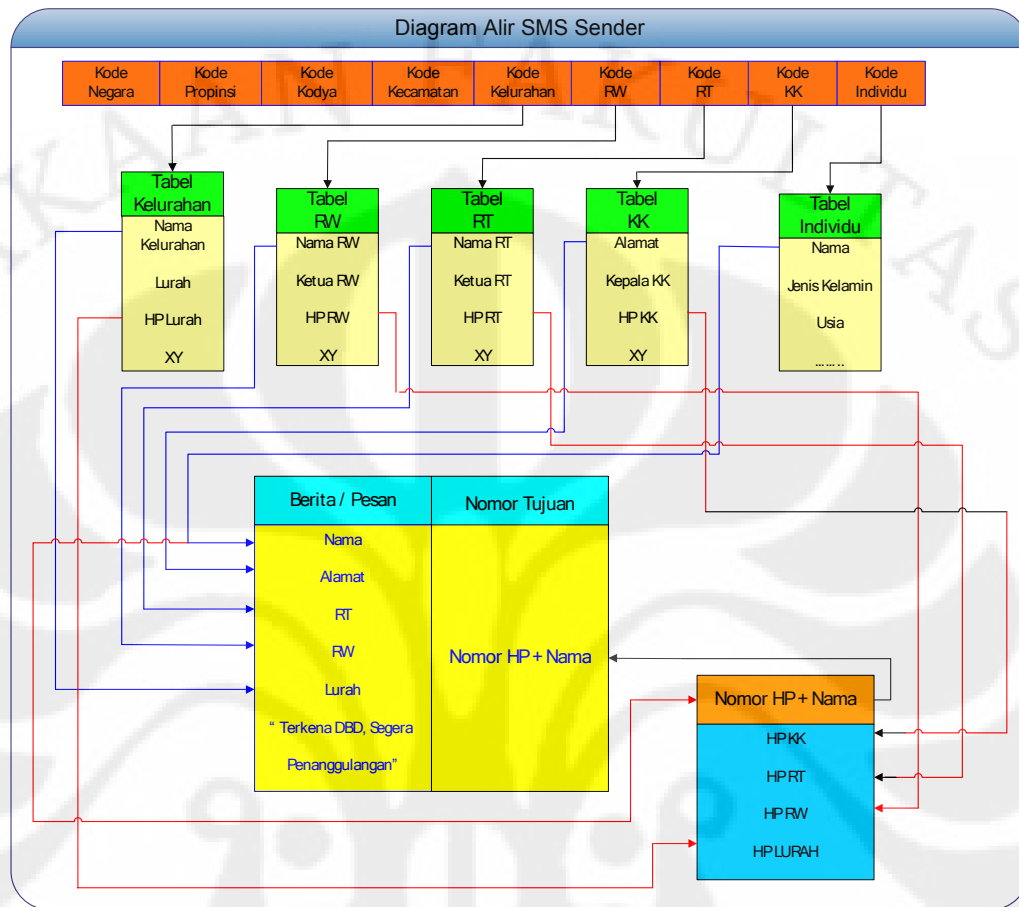 Diagram Alir SMS Sender
Kode Negara
Kode Propinsi
Kode Kodya
Kode Kecamatan
Kode Kelurahan
Kode RW
Kode RT
Kode KK
Kode Individu
Tabel Kelurahan
Nama Kelurahan
Lurah
HP Lurah
XY
Tabel RW
Nama RW
Ketua RW
HP RW
XY
Tabel RT
Nama RT
Ketua RT
HP RT
XY
Tabel KK
Alamat
Kepala KK
HP KK
XY
Tabel Individu
Nama
Jenis Kelamin
Usia
........
Berita / Pesan
Nomor Tujuan
Nama
Alamat
RT
RW
Lurah
“ Terkena DBD, Segera
Penanggulangan”
Nomor HP + Nama
Nomor HP + Nama
HP KK
HP RT
HP RW
HP LURAH
AKAAN FAKULTAS